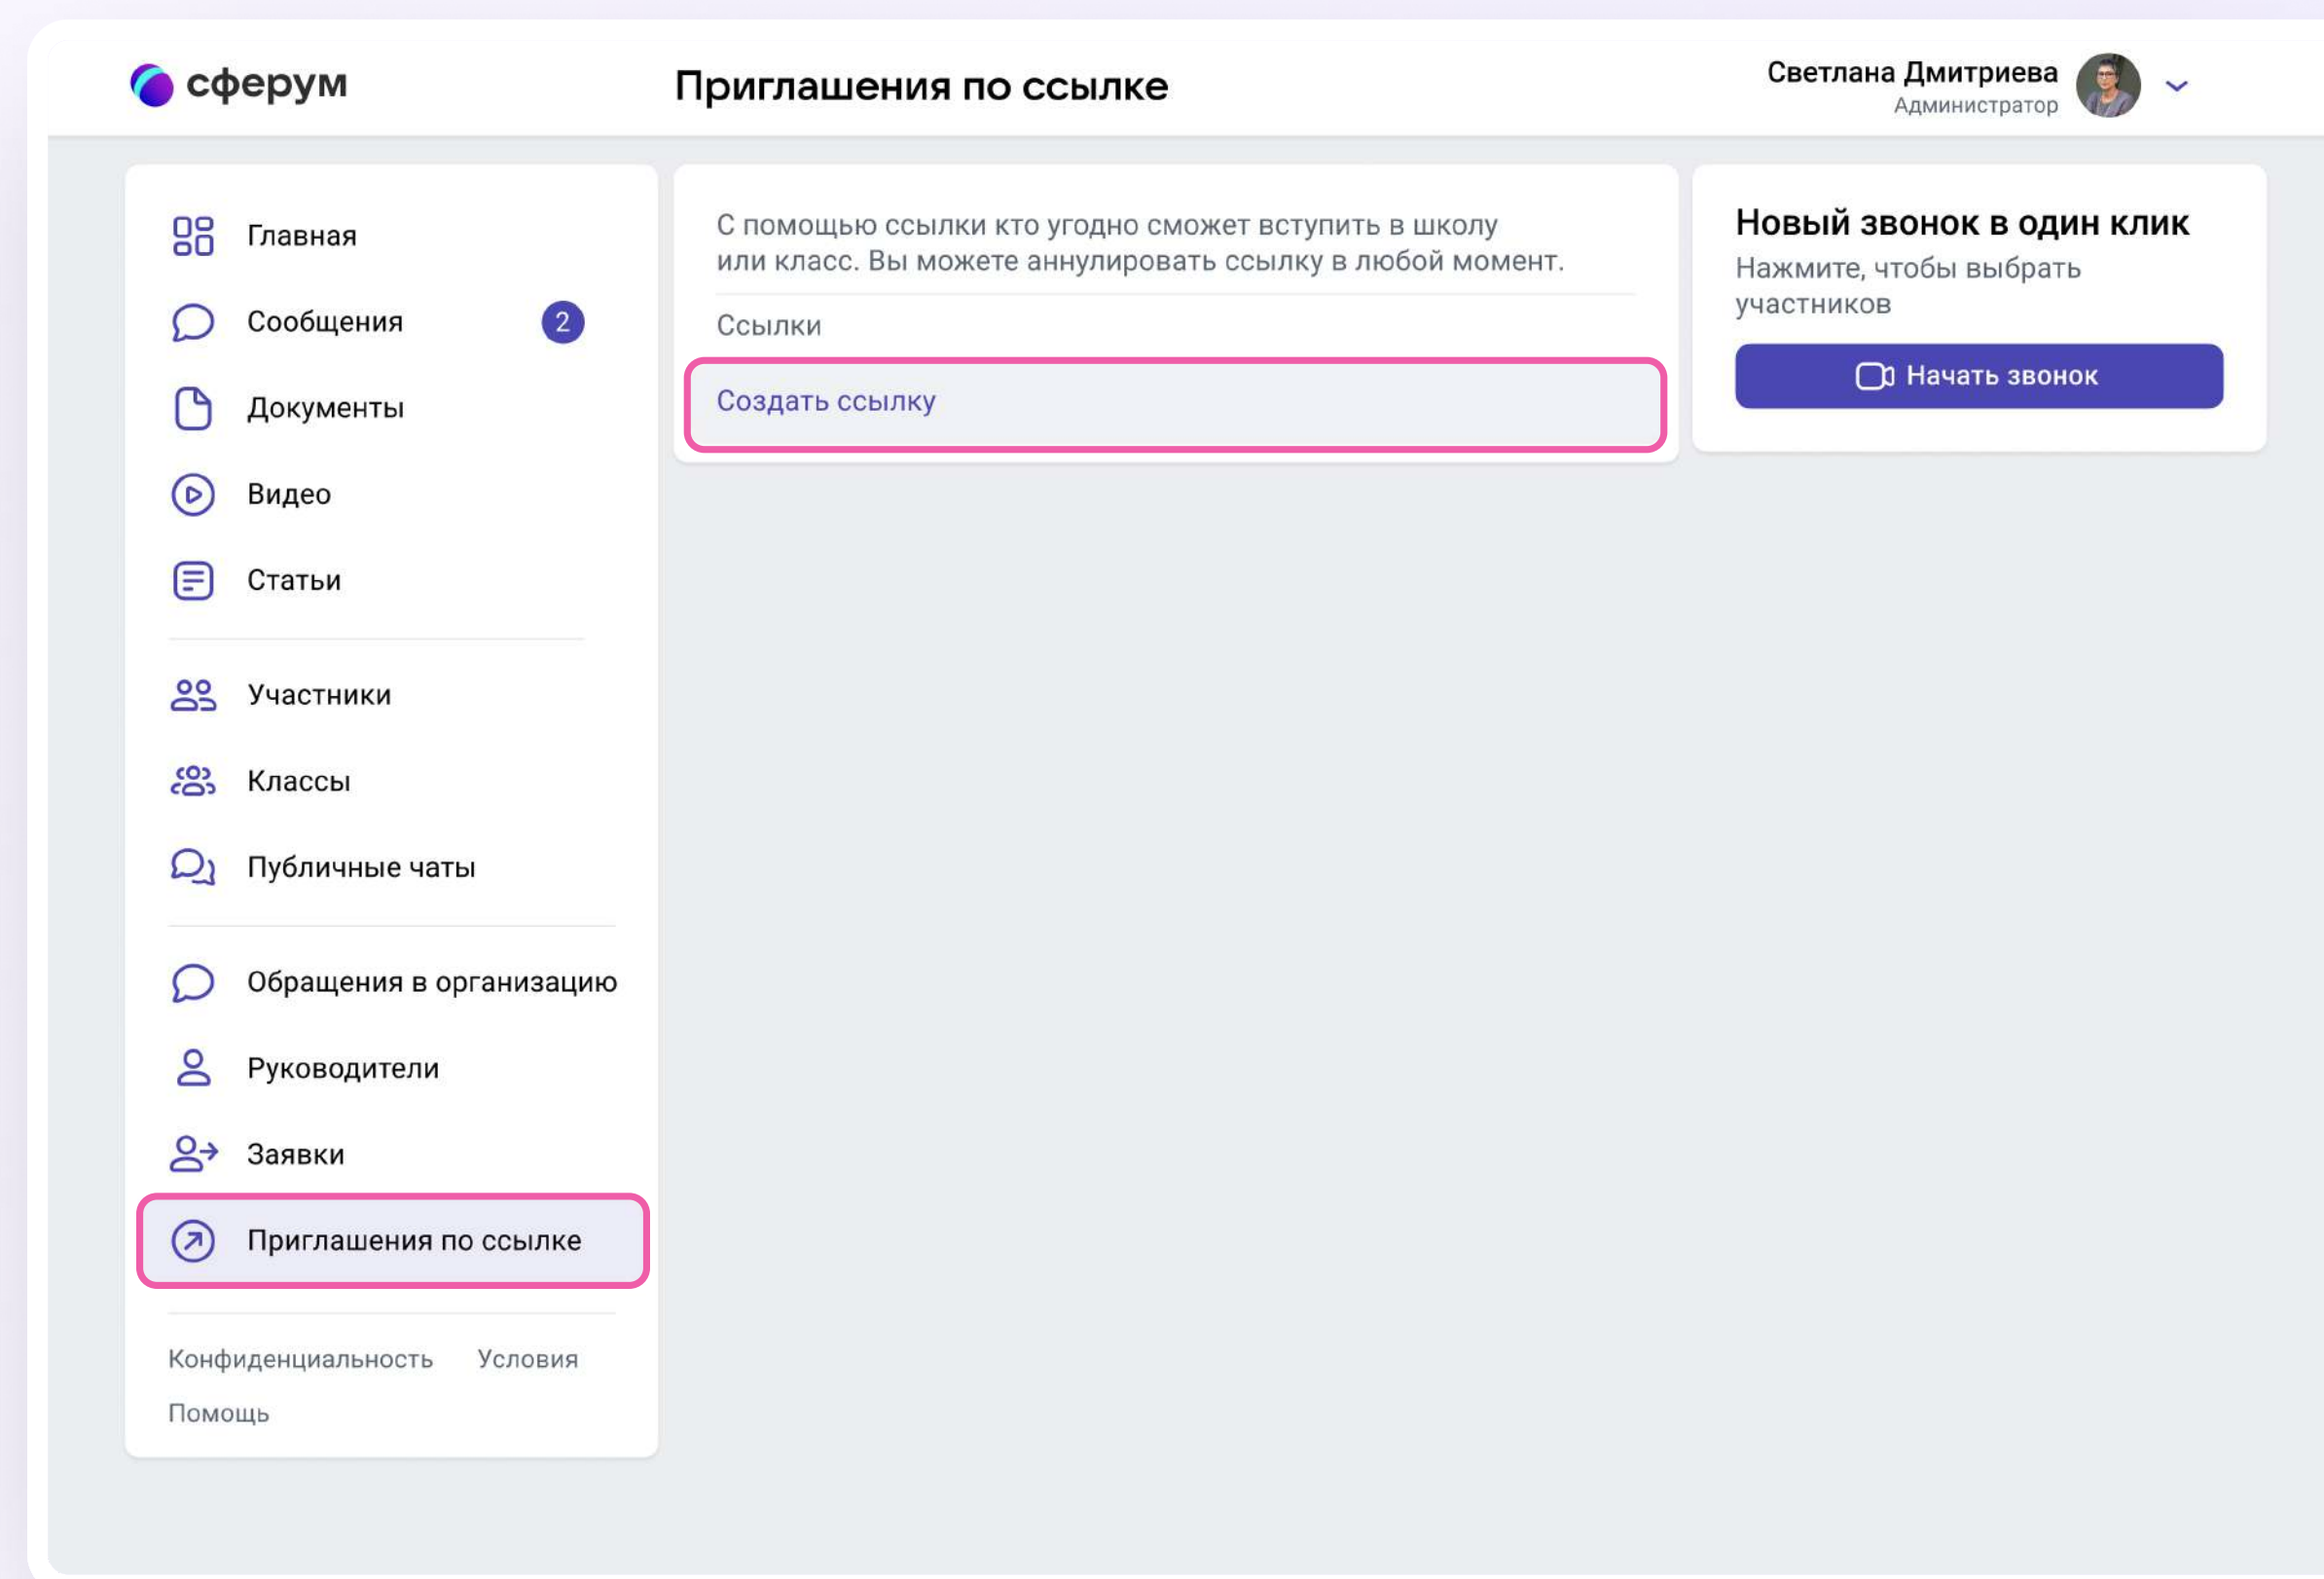 сферум
Приглашения по ссылке
Светлана Дмитриева
Администратор
Главная
Сообщения
2
Документы
Видео
Статьи
Участники
Классы
Публичные чаты
Обращения в организацию
Руководители
Заявки
Приглашения по ссылке
Конфиденциальность Условия
Помощь
С помощью ссылки кто угодно сможет вступить в школу
или класс. Вы можете аннулировать ссылку в любой момент.
Ссылки
Создать ссылку
Новый звонок в один клик
Нажмите, чтобы выбрать
участников
Начать звонок